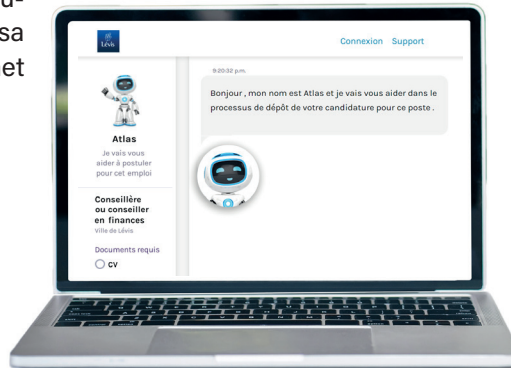 u-
sa
net
Lévis
Connexion Support
9:20:32 p.m.
Bonjour , mon nom est Atlas et je vais vous aider dans le
processus de dépôt de votre candidature pour ce poste .
Atlas
Je vais vous
aider à postuler
pour cet emploi
Conseillère
ou conseiller
en finances
Ville de Lévis
Documents requis
CV